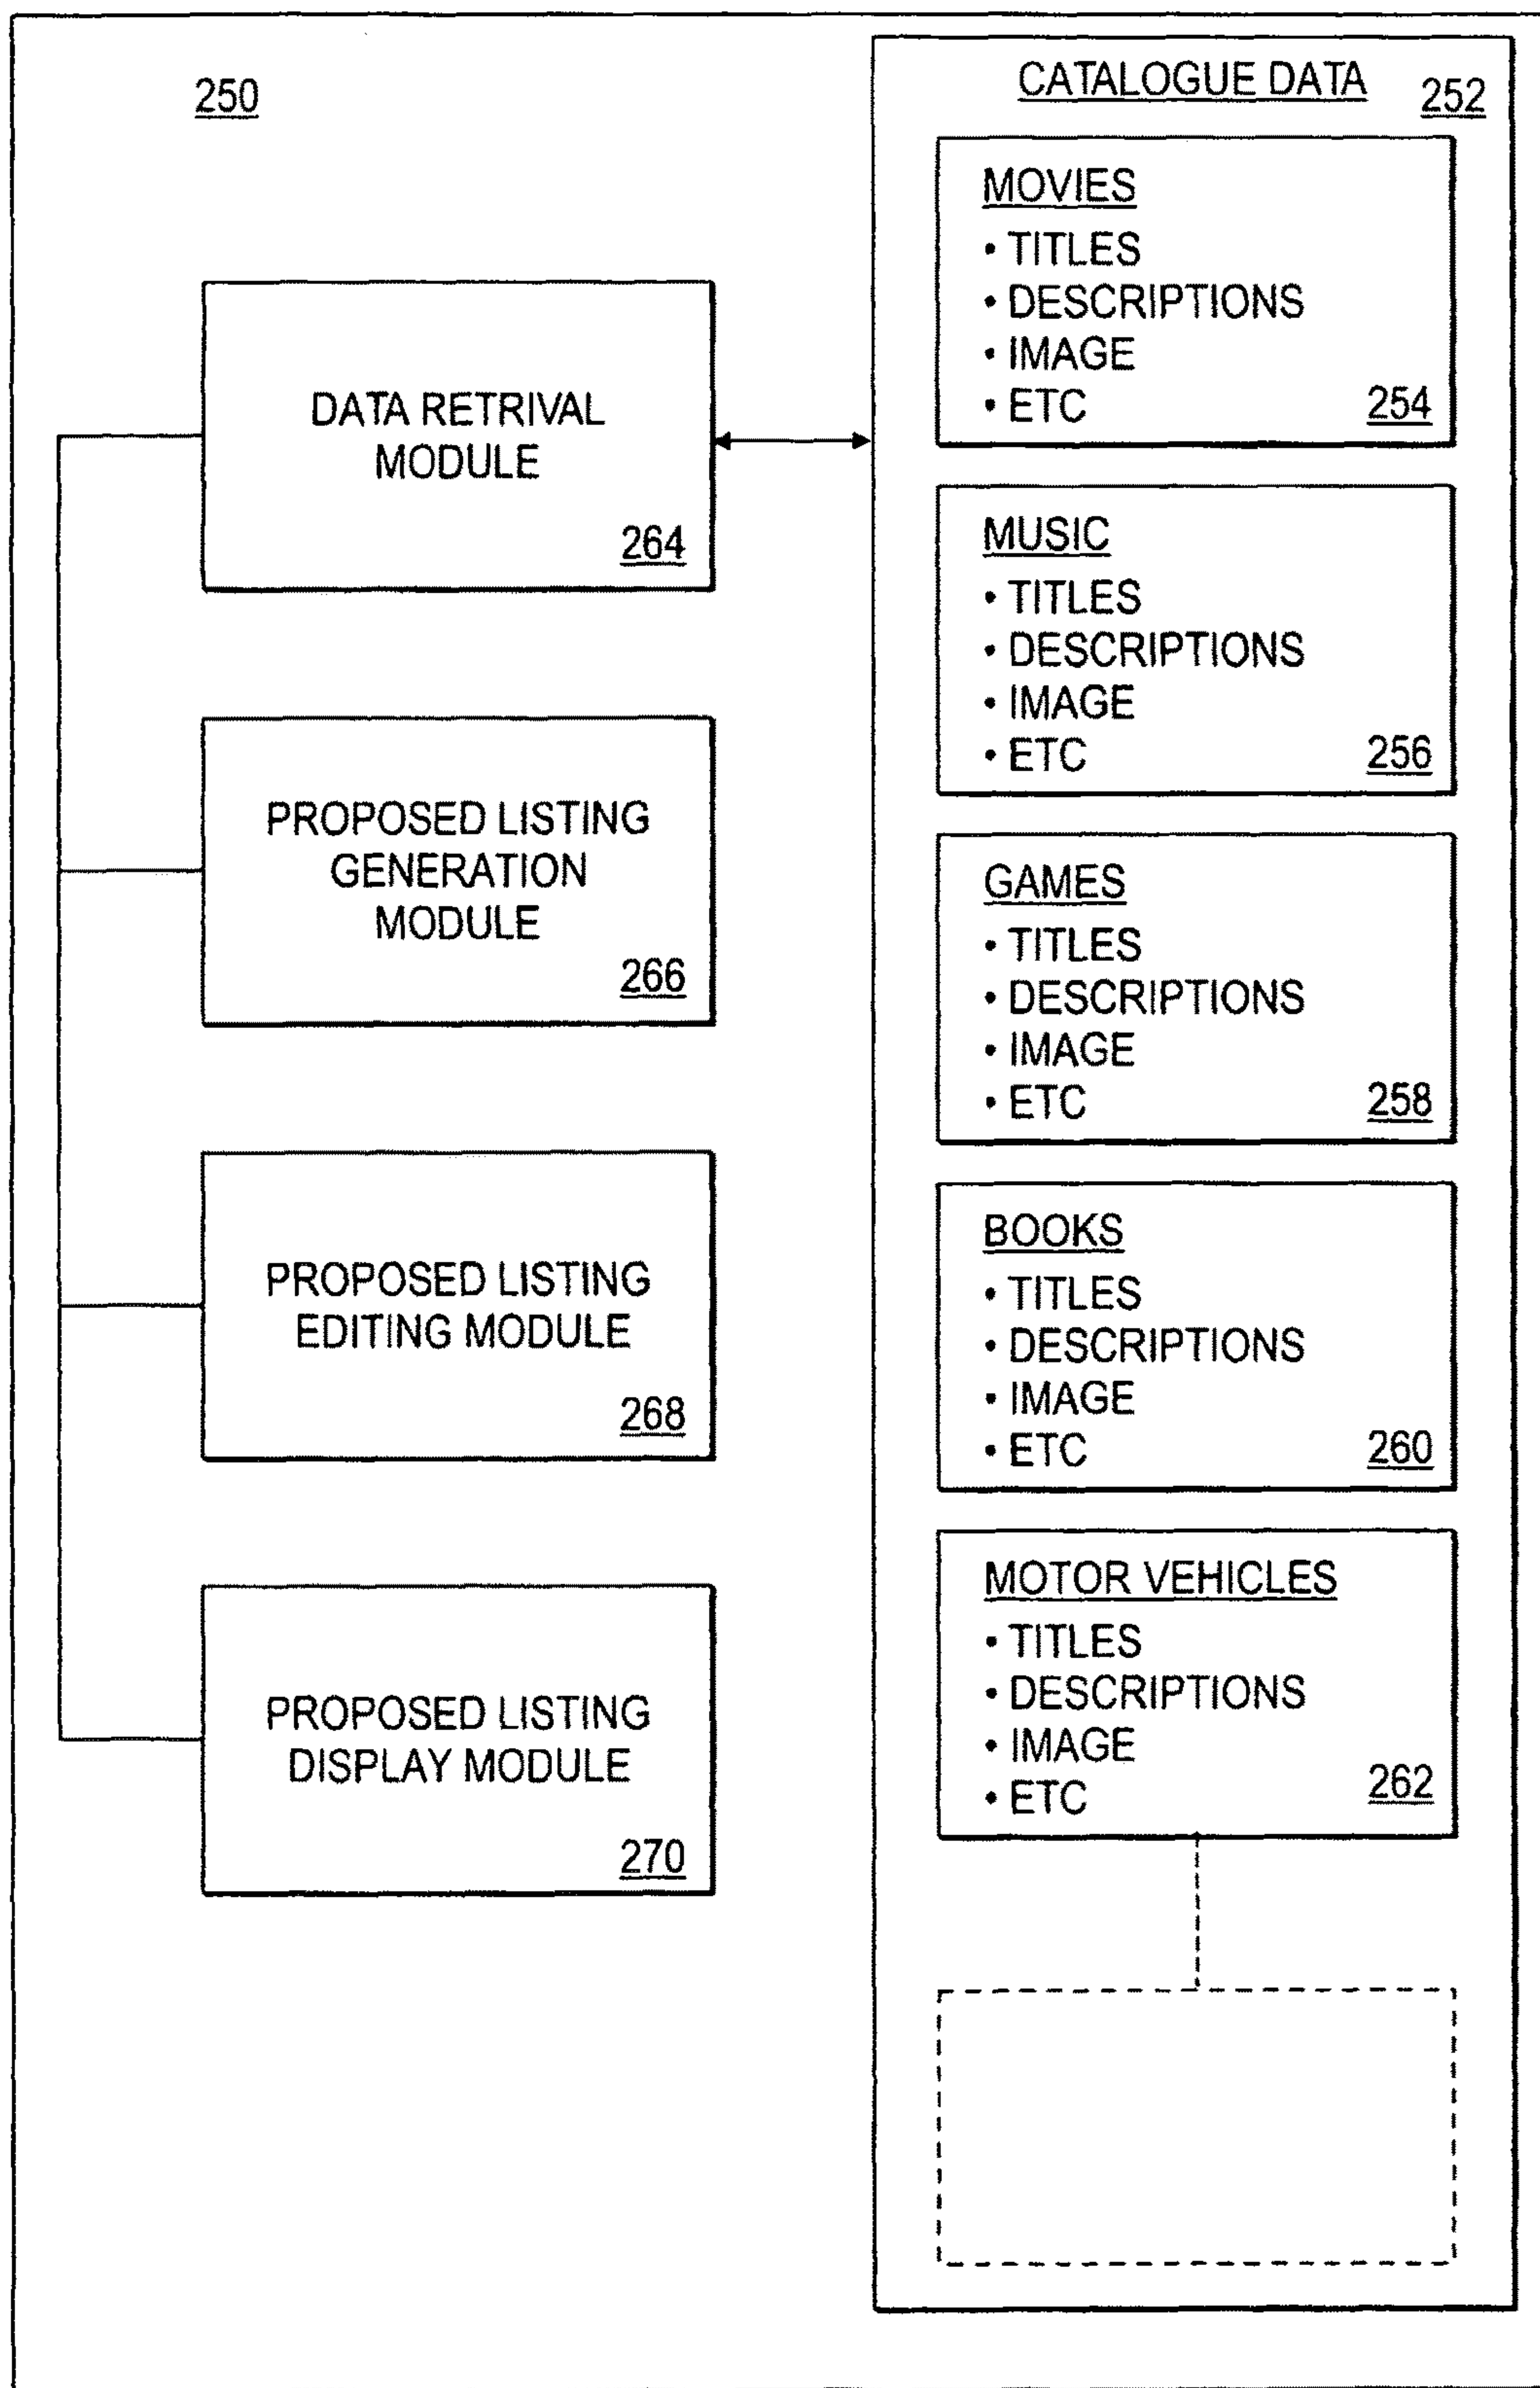 250
DATA RETRIVAL
MODULE
264
PROPOSED LISTING
GENERATION
MODULE
266
PROPOSED LISTING
EDITING MODULE
268
PROPOSED LISTING
DISPLAY MODULE
270
CATALOGUE DATA
252
MOVIES
• TITLES
• DESCRIPTIONS
• IMAGE
• ETC
254
MUSIC
• TITLES
• DESCRIPTIONS
• IMAGE
• ETC
256
GAMES
• TITLES
• DESCRIPTIONS
• IMAGE
• ETC
258
BOOKS
• TITLES
• DESCRIPTIONS
• IMAGE
• ETC
260
MOTOR VEHICLES
• TITLES
• DESCRIPTIONS
• IMAGE
• ETC
262